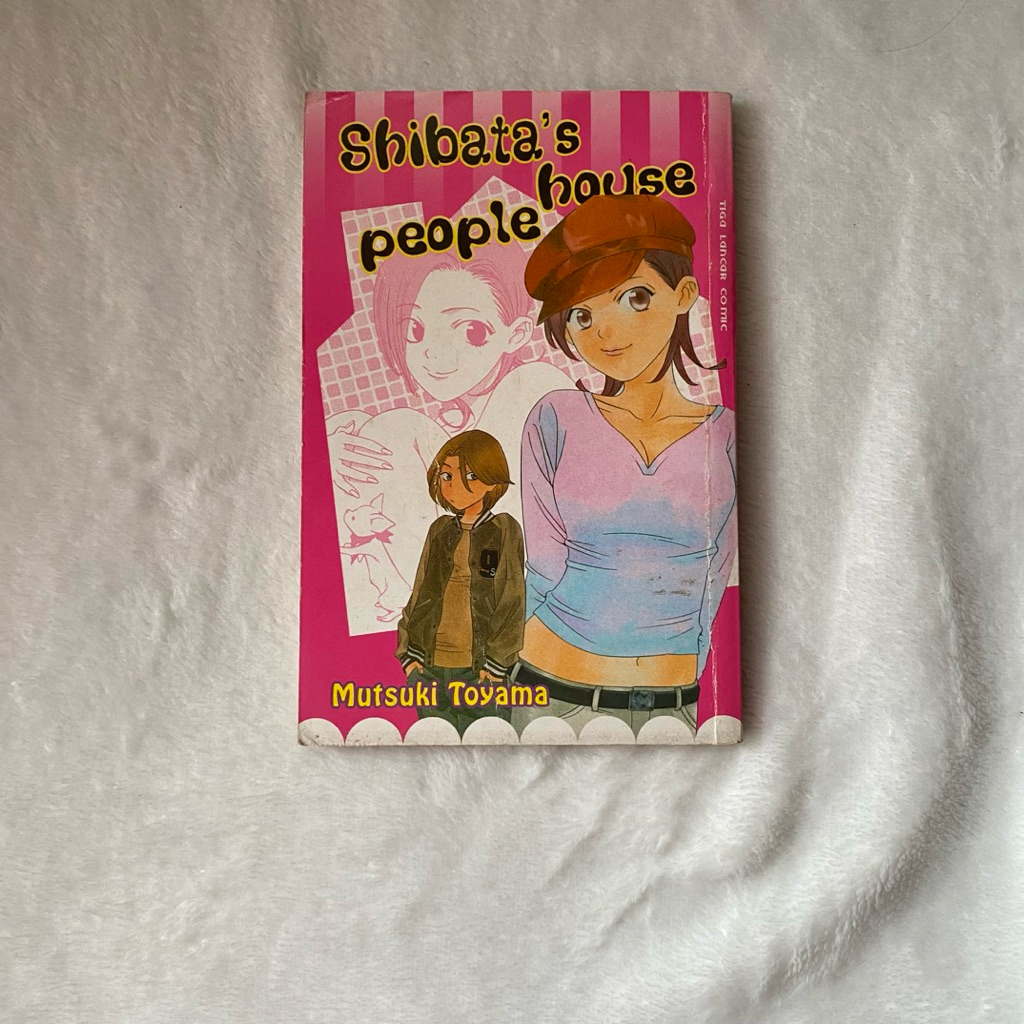 Shibata's
house
people
TIGA LANCAR COMIC
Mutsuki Toyama